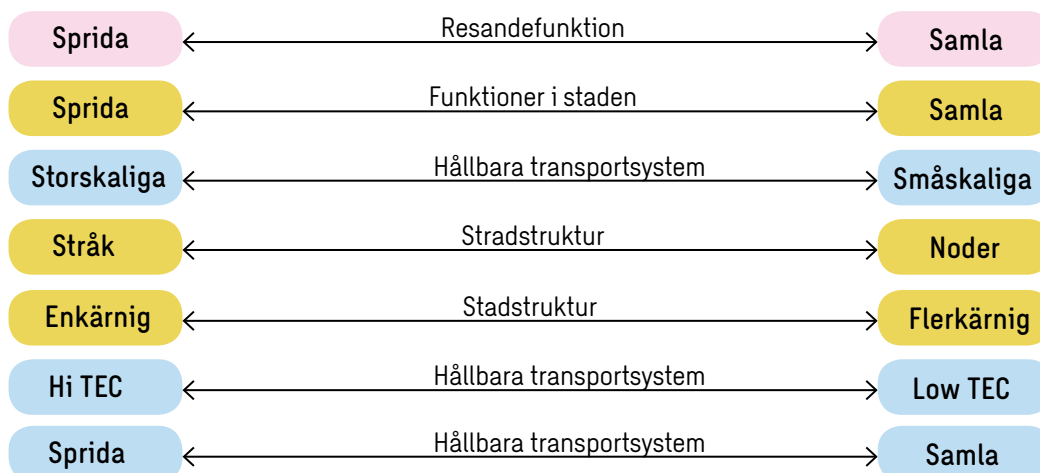 Sprida Resandefunktion Samla
Sprida Funktioner i staden Samla
Storskaliga Hållbara transportsystem Småskaliga
Stråk Stradstruktur Noder
Enkärnig Stadstruktur Flerkärnig
Hi TEC Hållbara transportsystem Low TEC
Sprida Hållbara transportsystem Samla